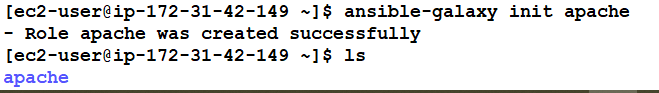 [ec2-user@ip-172-31-42-149 ~]$ ansible-galaxy init apache
- Role apache was created successfully
[ec2-user@ip-172-31-42-149 ~]$ ls
apache